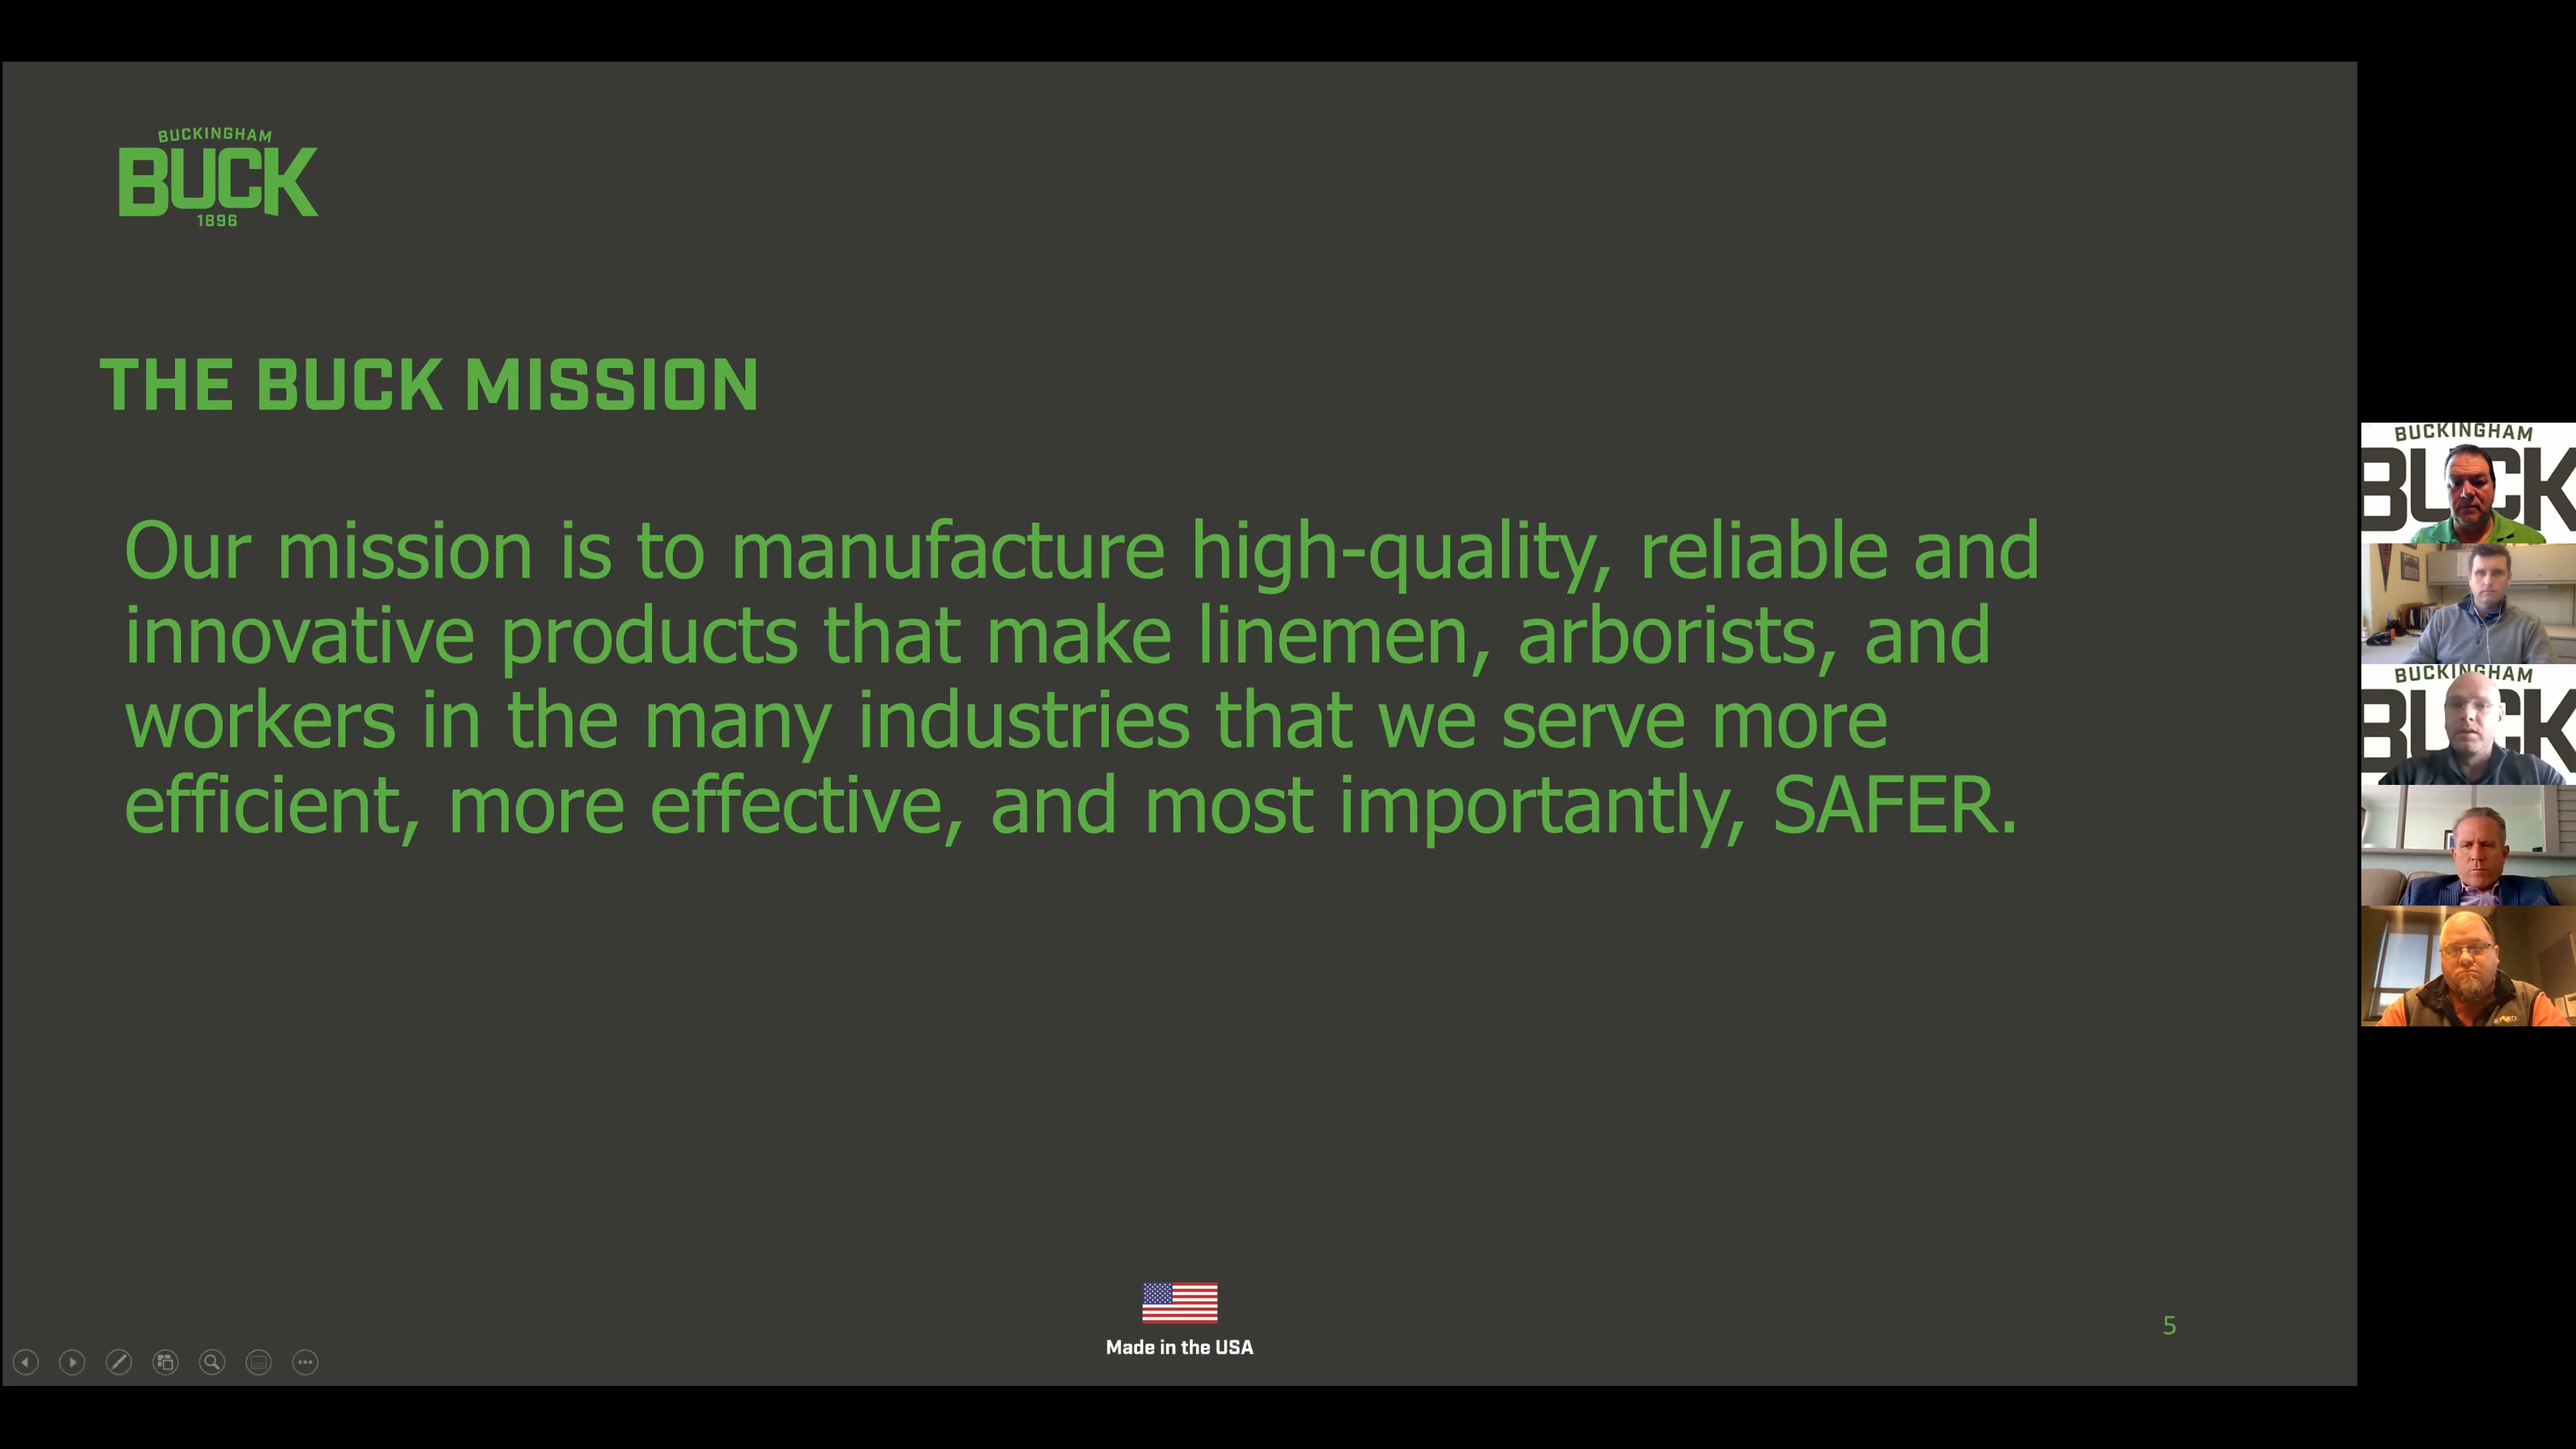 BUCKINGHAM
BUCK
1896
THE BUCK MISSION
Our mission is to manufacture high-quality, reliable and
innovative products that make linemen, arborists, and
workers in the many industries that we serve more
efficient, more effective, and most importantly, SAFER.
Made in the USA
5
BUCKINGHAM
BUCK
BUCKINGHAM
BUCK